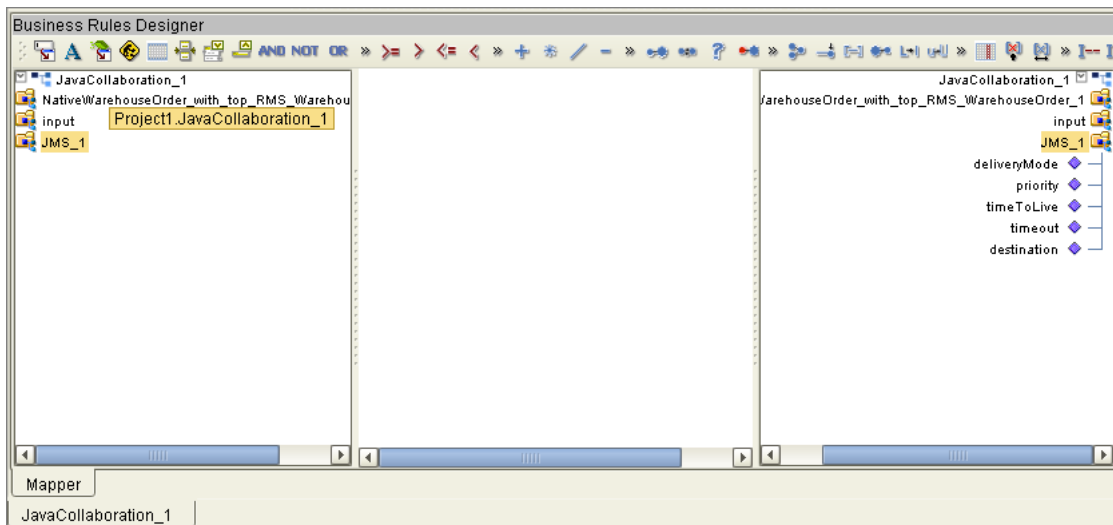 Business Rules Designer
A AND NOT OR » >= > <= < » + * / - » ? » »
JavaCollaboration_1
NativeWarehouseOrder_with_top_RMS_Warehou
input
Project1.JavaCollaboration_1
JMS_1
JavaCollaboration_1
WarehouseOrder_with_top_RMS_WarehouseOrder_1
input
JMS_1
deliveryMode
priority
timeToLive
timeout
destination
Mapper
JavaCollaboration_1